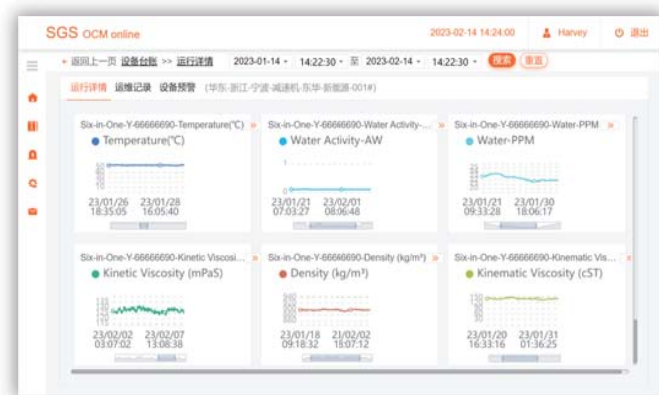 SGS OCM online
2023-02-14 14:24:00 Harvey 退出
返回上一页 设备台账 >> 运行详情 2023-01-14 14:22:30 至 2023-02-14 14:22:30 搜索 重置
运行详情 运维记录 设备预警 (华东-浙江-宁波-减速机-东华-新能源-001#)
Six-in-One-Y-66666690-Temperature(℃) »
Temperature(℃)
50
23/01/26 23/01/28
18:35:05 16:05:40
Six-in-One-Y-66666690-Water Activity-... »
Water Activity-AW
1
0
23/01/21 23/02/01
07:03:27 08:06:48
Six-in-One-Y-66666690-Water-PPM »
Water-PPM
23/01/21 23/01/30
09:33:28 18:06:17
Six-in-One-Y-66666690-Kinetic Viscosi... »
Kinetic Viscosity (mPaS)
23/02/02 23/02/07
03:07:02 13:08:38
Six-in-One-Y-66666690-Density (kg/m³) »
Density (kg/m³)
23/01/18
09:18:32 18:07:12
Six-in-One-Y-66666690-Kinematic Vis... »
Kinematic Viscosity (cST)
23/01/20 23/01/31
16:33:16 01:36:25